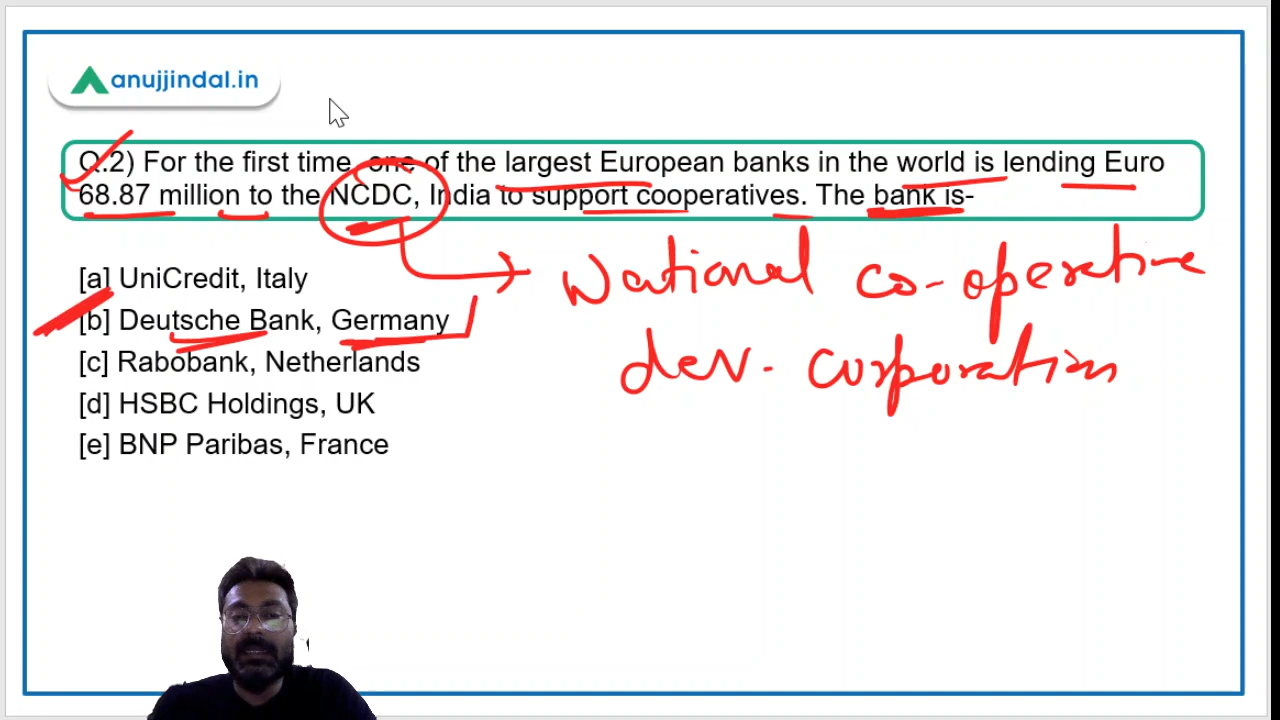 anujjindal.in
Q.2) For the first time, one of the largest European banks in the world is lending Euro
68.87 million to the NCDC, India to support cooperatives. The bank is-
National co-operative
dev. corporation
[a] UniCredit, Italy
[b] Deutsche Bank, Germany
[c] Rabobank, Netherlands
[d] HSBC Holdings, UK
[e] BNP Paribas, France